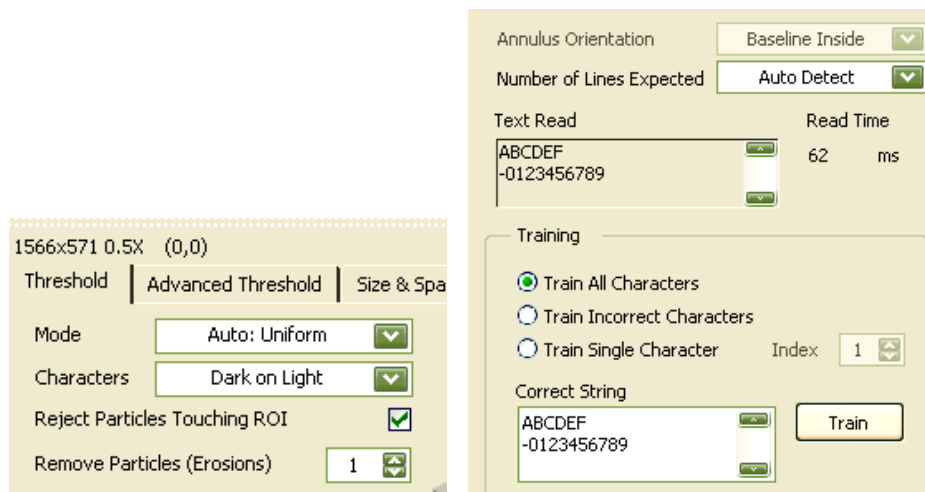 1566x571 0.5X (0,0)
Threshold Advanced Threshold Size & Spa
Mode Auto: Uniform
Characters Dark on Light
Reject Particles Touching ROI
Remove Particles (Erosions) 1
Annulus Orientation Baseline Inside
Number of Lines Expected Auto Detect
Text Read Read Time
ABCDEF 62 ms
-0123456789
Training
Train All Characters
Train Incorrect Characters
Train Single Character Index 1
Correct String
ABCDEF Train
-0123456789